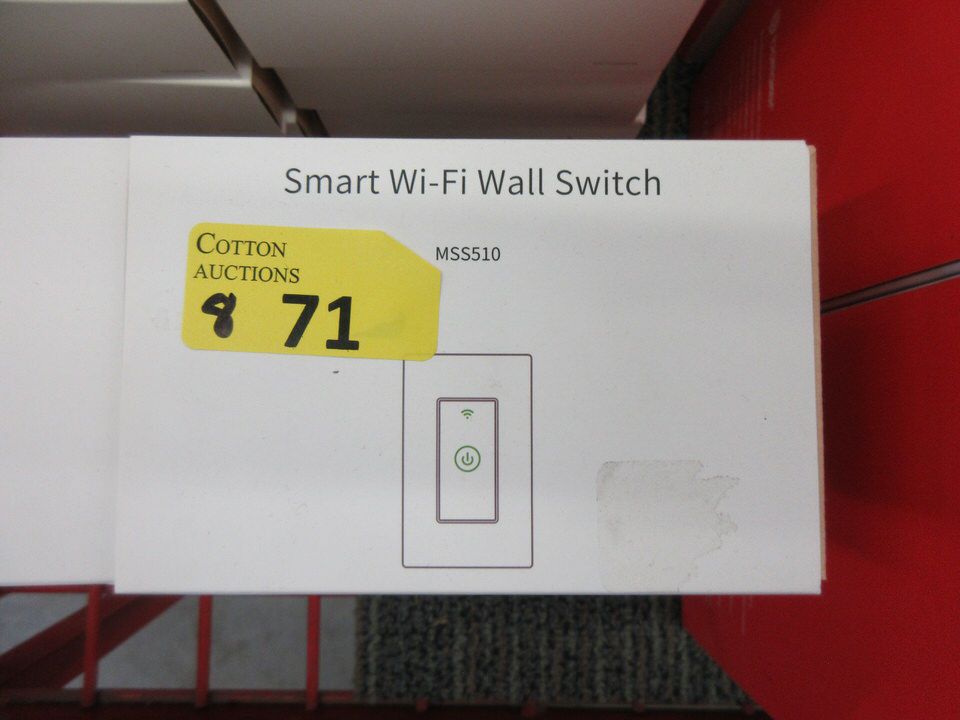 Smart Wi-Fi Wall Switch
MSS510
COTTON
AUCTIONS
8 71